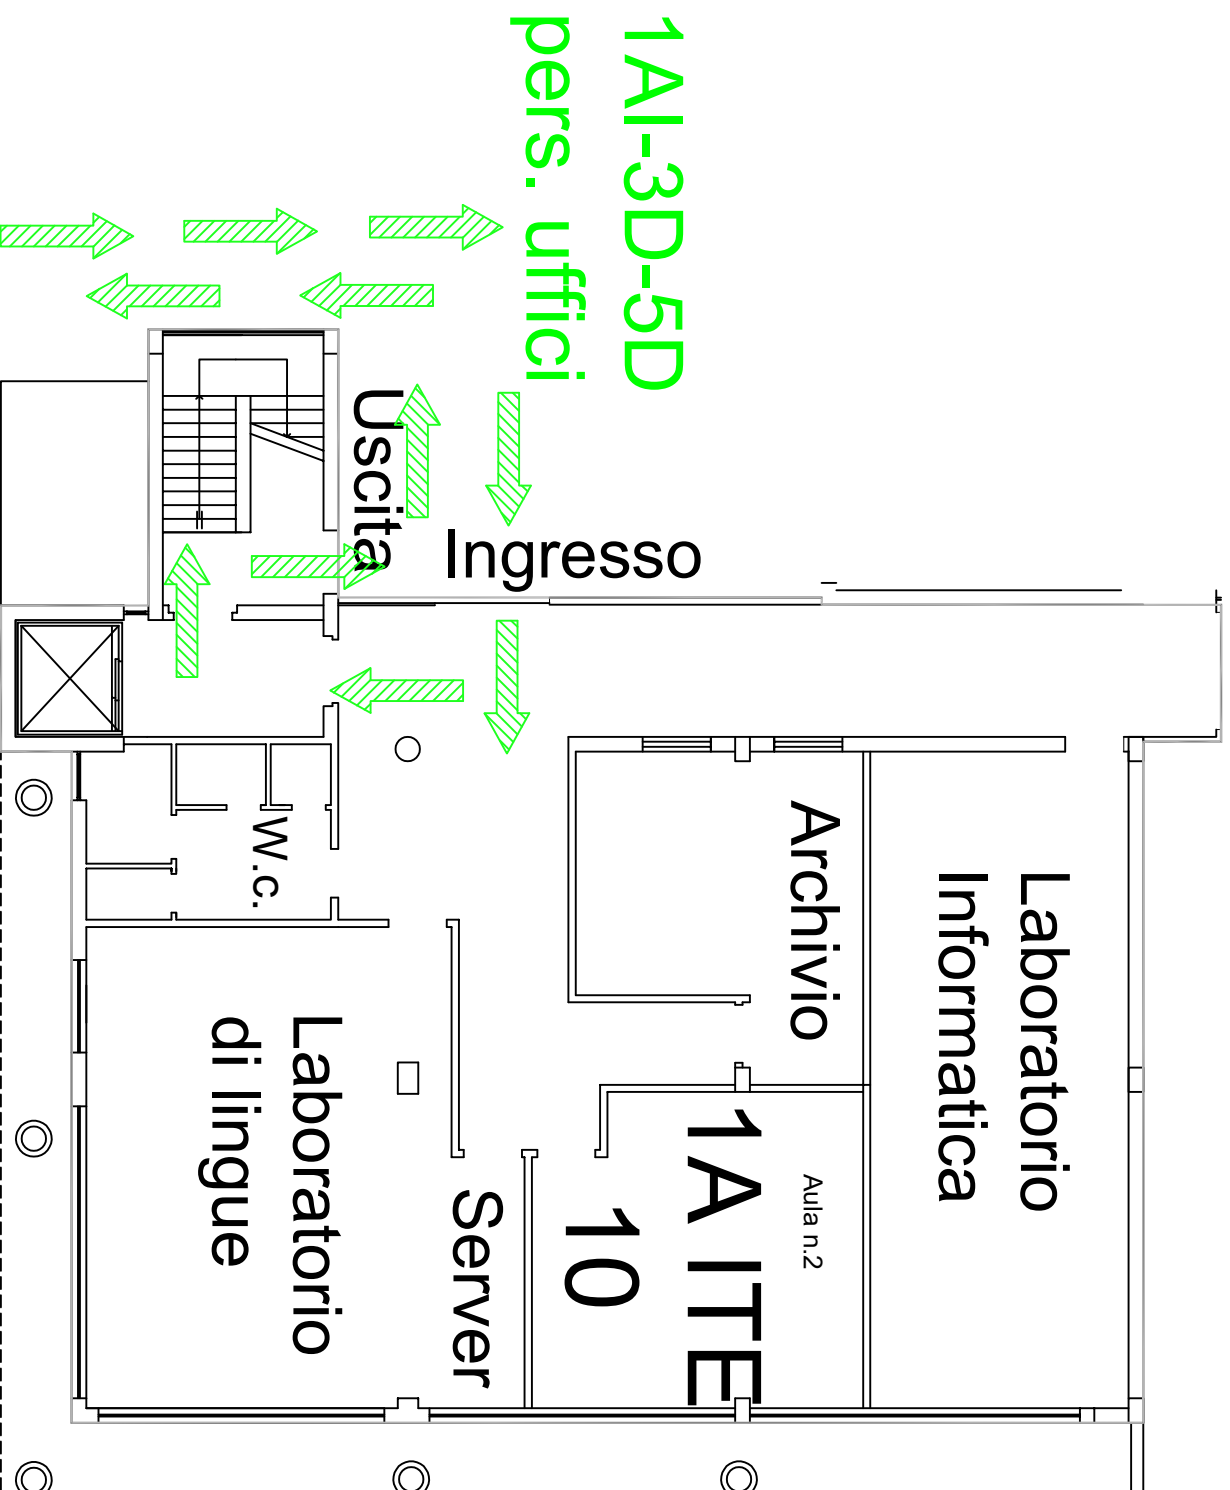 1AI-3D-5D
pers. uffici
Uscita
Ingresso
W.c.
Archivio
Laboratorio
Informatica
Laboratorio
di lingue
Server
1A ITE
10
Aula n.2